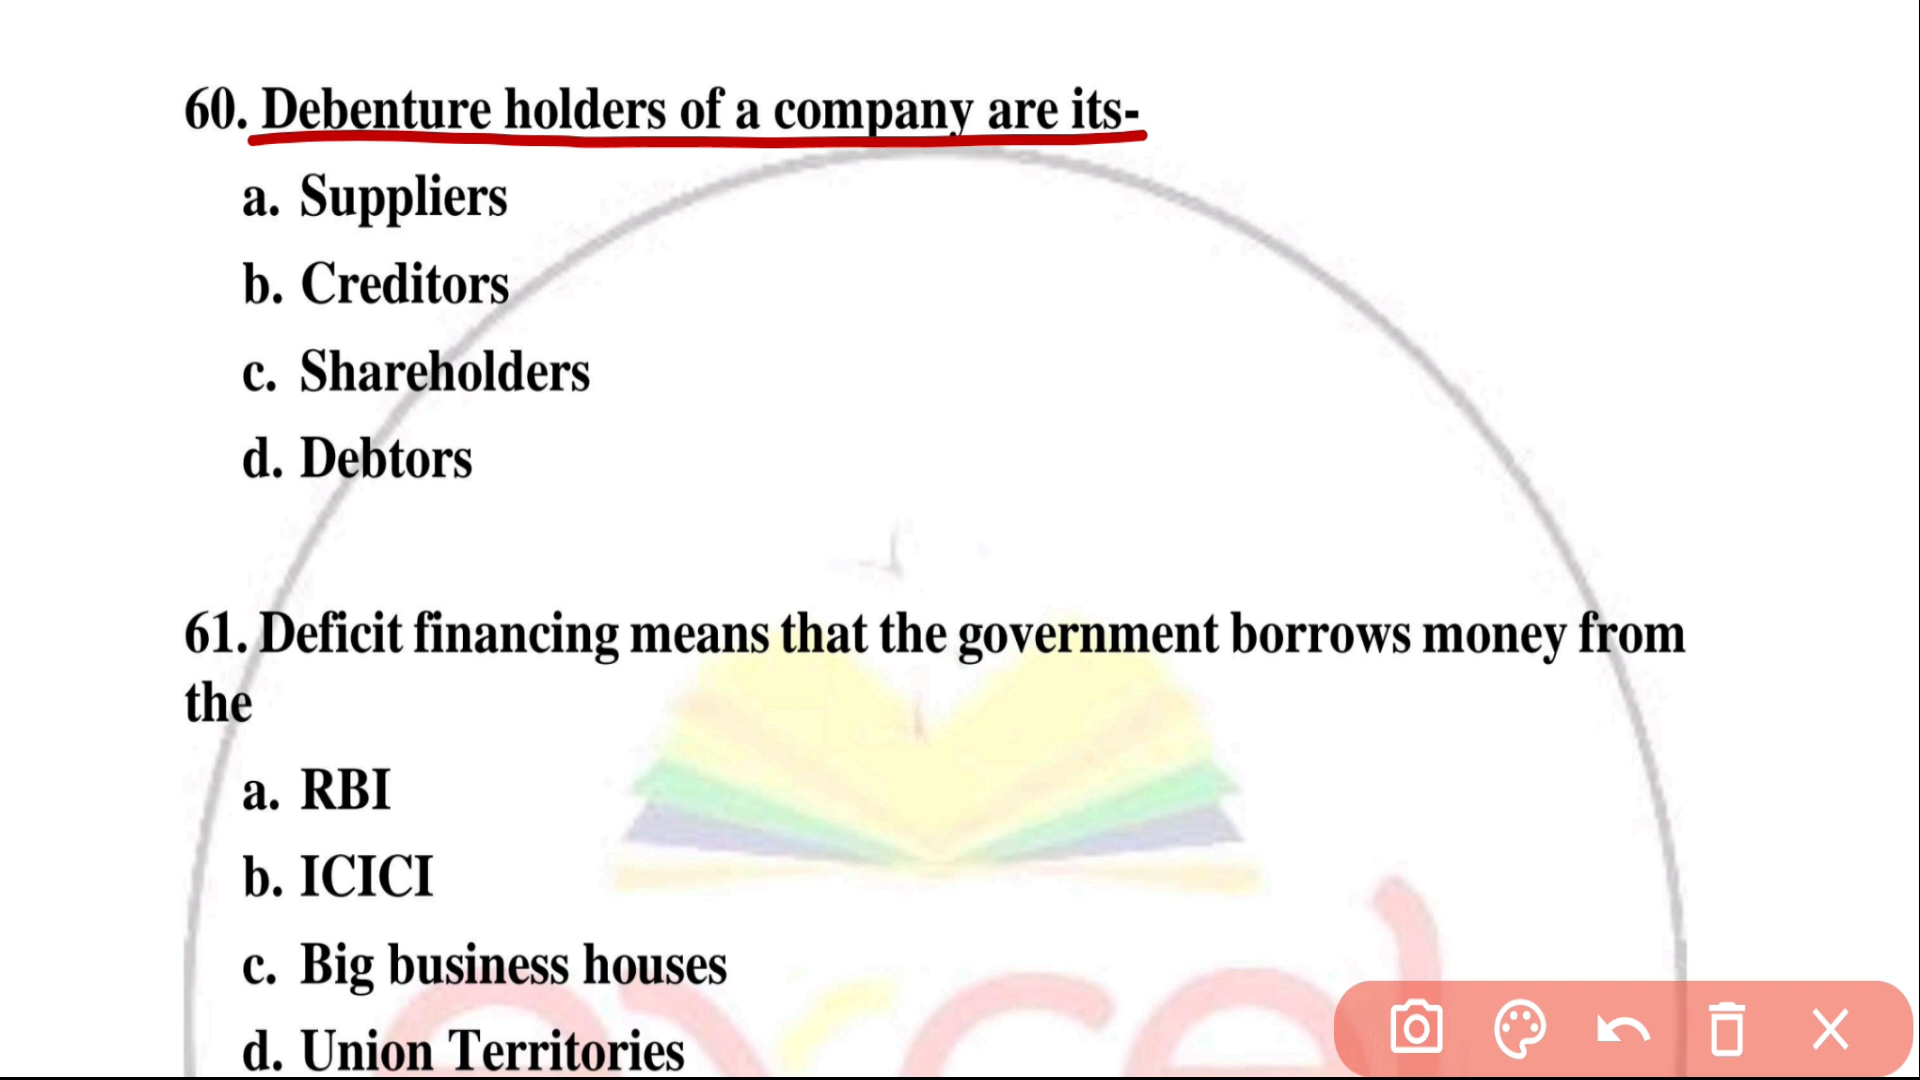 60. Debenture holders of a company are its-
a. Suppliers
b. Creditors
c. Shareholders
d. Debtors
61. Deficit financing means that the government borrows money from
the
a. RBI
b. ICICI
c. Big business houses
d. Union Territories